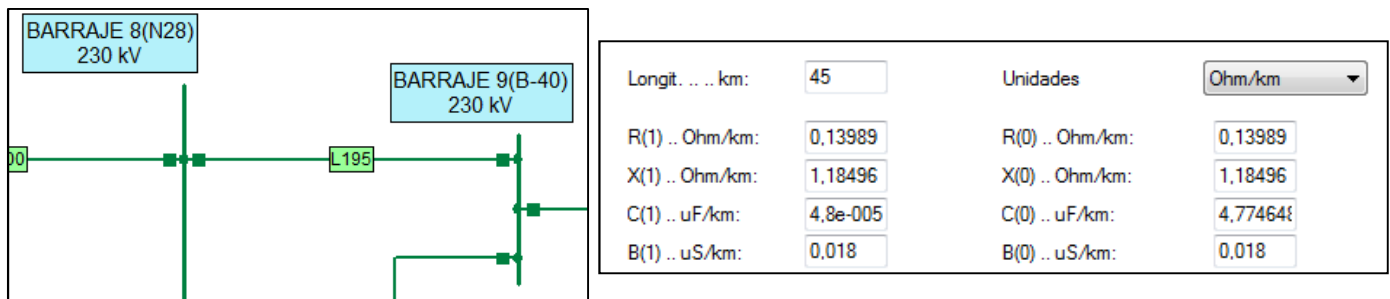 BARRAJE 8(N28)
230 kV
BARRAJE 9(B-40)
230 kV
00
L195
Longit. .. .. km:
45
Unidades
Ohm/km
R(1) .. Ohm/km:
0,13989
R(0) .. Ohm/km:
0,13989
X(1) .. Ohm/km:
1,18496
X(0) .. Ohm/km:
1,18496
C(1) .. uF/km:
4,8e-005
C(0) .. uF/km:
4,774648
B(1) .. uS/km:
0,018
B(0) .. uS/km:
0,018